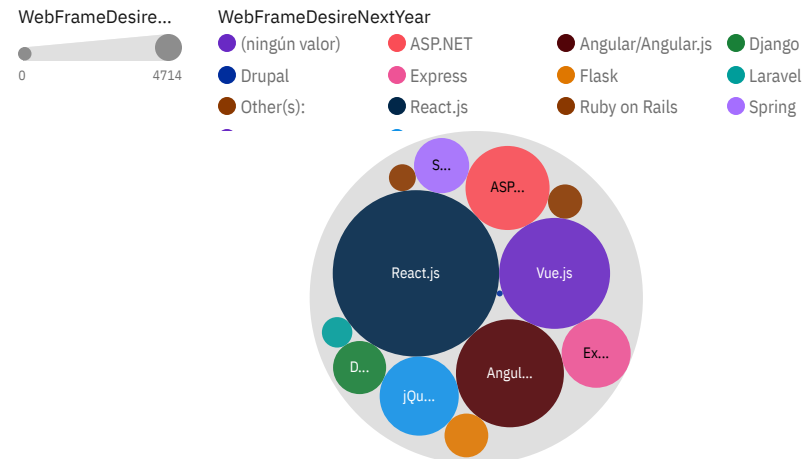 WebFrameDesire... WebFrameDesireNextYear
0 4714
(ningún valor) ASP.NET Angular/Angular.js Django
Drupal Express Flask Laravel
Other(s): React.js Ruby on Rails Spring
S...
ASP...
React.js Vue.js
Ex...
D... Angul...
jQu...